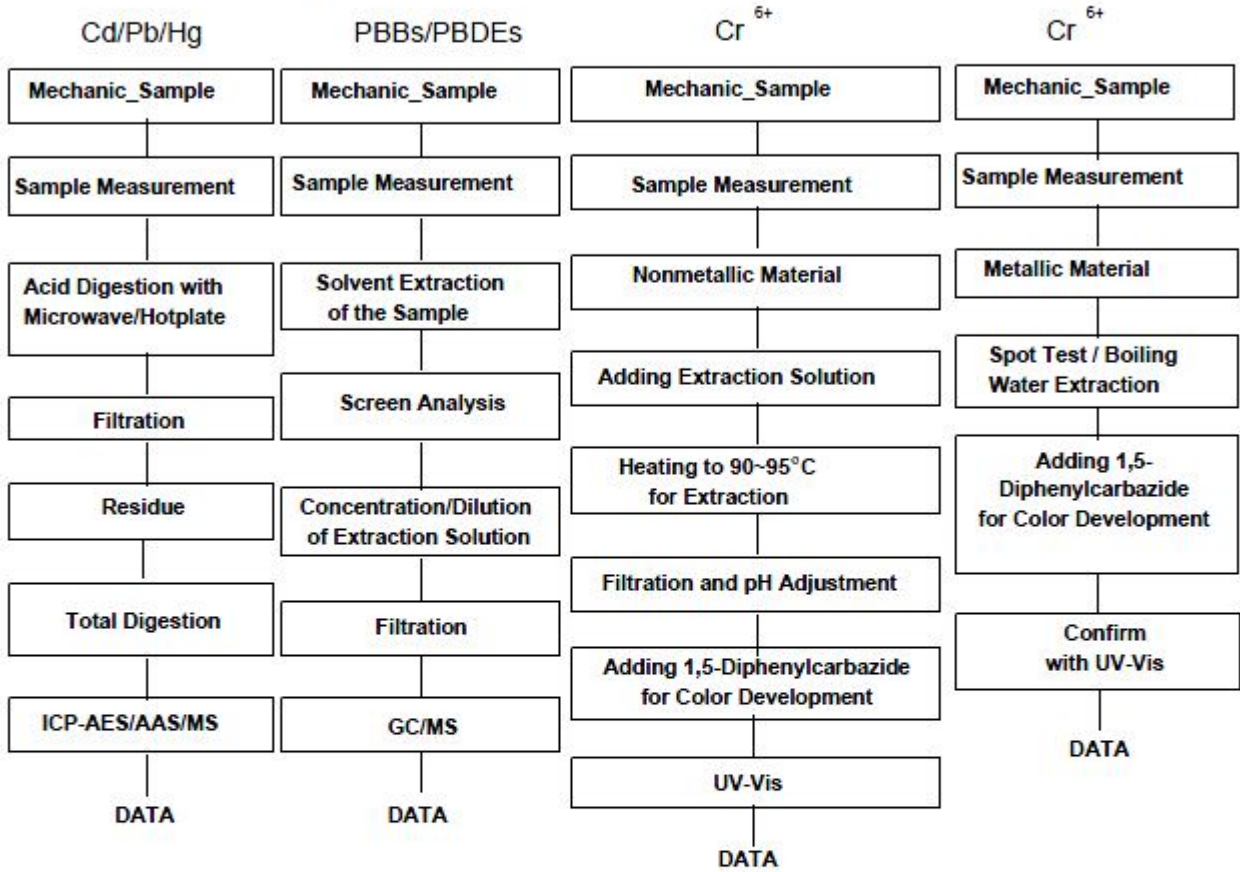 Cd/Pb/Hg
Mechanic_Sample
Sample Measurement
Acid Digestion with
Microwave/Hotplate
Filtration
Residue
Total Digestion
ICP-AES/AAS/MS
DATA
PBBs/PBDEs
Mechanic_Sample
Sample Measurement
Solvent Extraction
of the Sample
Screen Analysis
Concentration/Dilution
of Extraction Solution
Filtration
GC/MS
DATA
Cr 6+
Mechanic_Sample
Sample Measurement
Nonmetallic Material
Adding Extraction Solution
Heating to 90~95°C
for Extraction
Filtration and pH Adjustment
Adding 1,5-Diphenylcarbazide
for Color Development
UV-Vis
DATA
Cr 6+
Mechanic_Sample
Sample Measurement
Metallic Material
Spot Test / Boiling
Water Extraction
Adding 1,5-
Diphenylcarbazide
for Color Development
Confirm
with UV-Vis
DATA